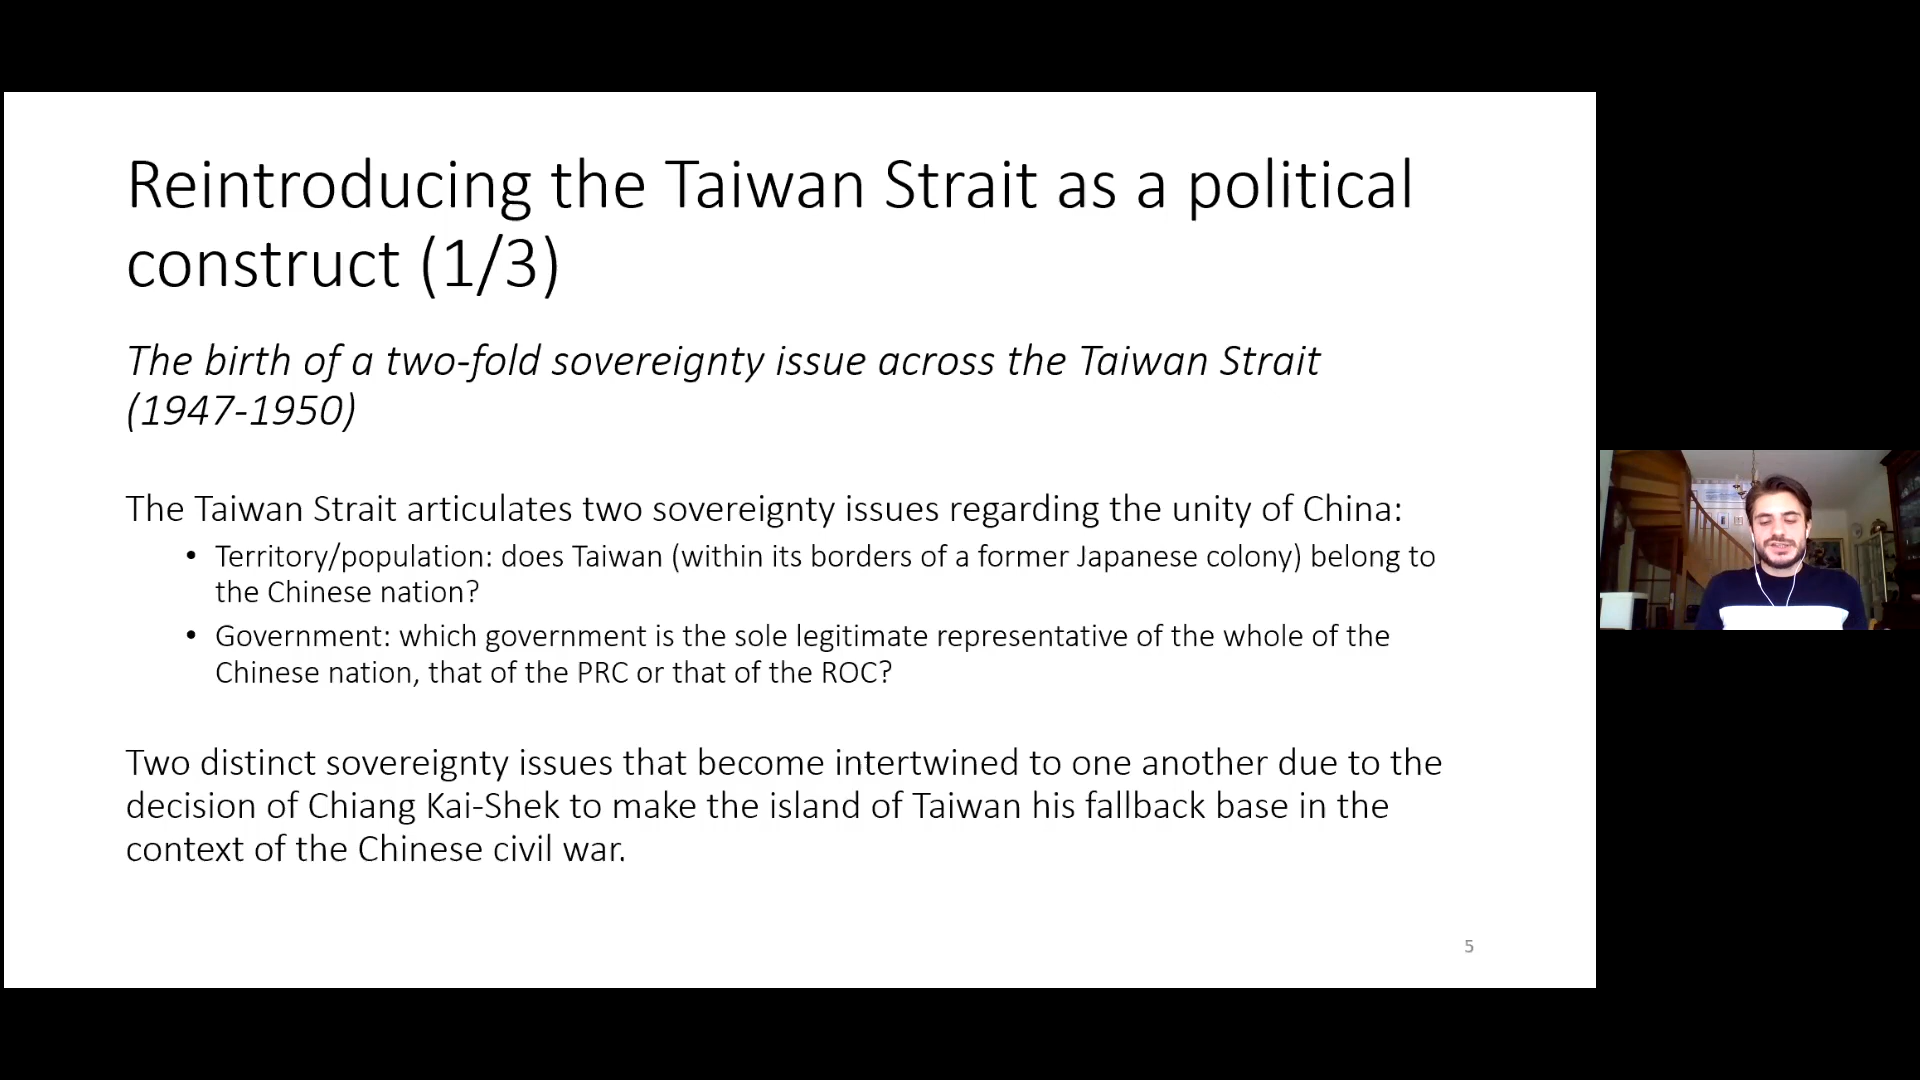 Reintroducing the Taiwan Strait as a political
construct (1/3)
The birth of a two-fold sovereignty issue across the Taiwan Strait
(1947-1950)
The Taiwan Strait articulates two sovereignty issues regarding the unity of China:
• Territory/population: does Taiwan (within its borders of a former Japanese colony) belong to
the Chinese nation?
• Government: which government is the sole legitimate representative of the whole of the
Chinese nation, that of the PRC or that of the ROC?
Two distinct sovereignty issues that become intertwined to one another due to the
decision of Chiang Kai-Shek to make the island of Taiwan his fallback base in the
context of the Chinese civil war.
5